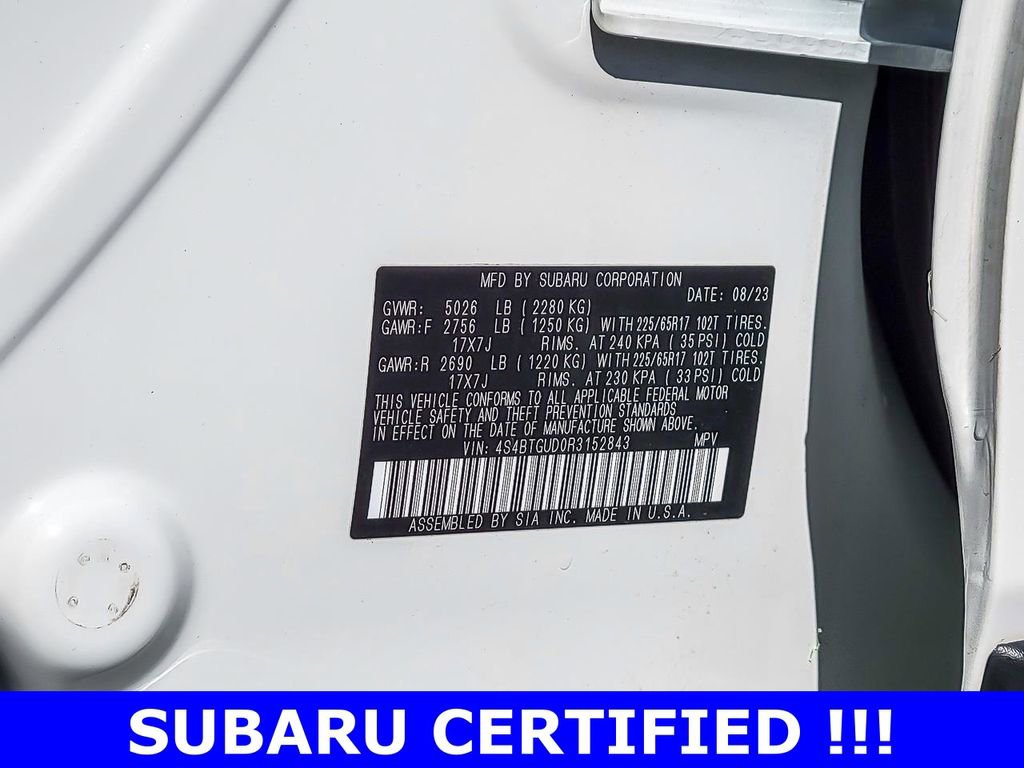 MFD BY SUBARU CORPORATION
DATE: 08/23
GVWR: 5026 LB ( 2280 KG)
GAWR:F 2756 LB ( 1250 KG) WITH 225/65R17 102T TIRES.
17X7J RIMS. AT 240 KPA ( 35 PSI) COLD
GAWR:R 2690 LB ( 1220 KG) WITH 225/65R17 102T TIRES.
17X7J RIMS. AT 230 KPA ( 33 PSI) COLD
THIS VEHICLE CONFORMS TO ALL APPLICABLE FEDERAL MOTOR
VEHICLE SAFETY AND THEFT PREVENTION STANDARDS
IN EFFECT ON THE DATE OF MANUFACTURE SHOWN ABOVE.
VIN: 4S4BTGUD0R3152843 MPV
ASSEMBLED BY SIA INC. MADE IN U.S.A.
SUBARU CERTIFIED !!!